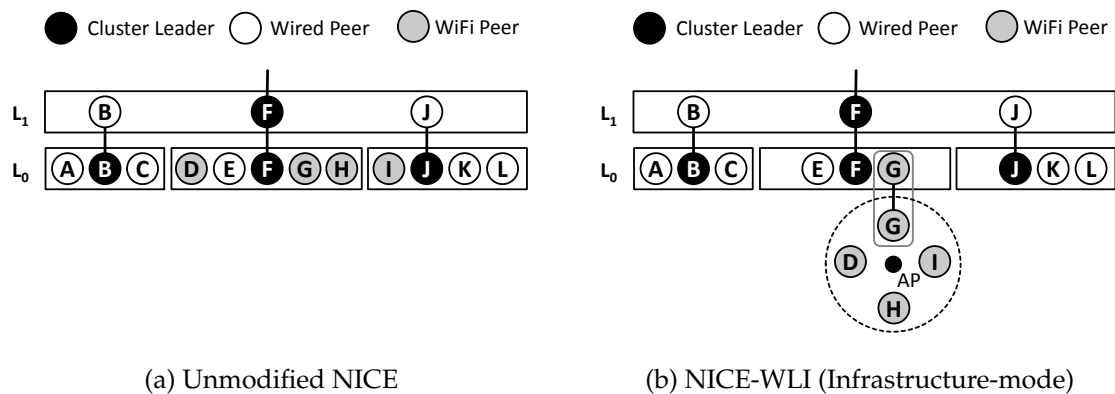 Cluster Leader Wired Peer WiFi Peer
L1 B F J
L0 A B C D E F G H I J K L
(a) Unmodified NICE
Cluster Leader Wired Peer WiFi Peer
L1 B F J
L0 A B C E F G J K L
G
D I
AP
H
(b) NICE-WLI (Infrastructure-mode)